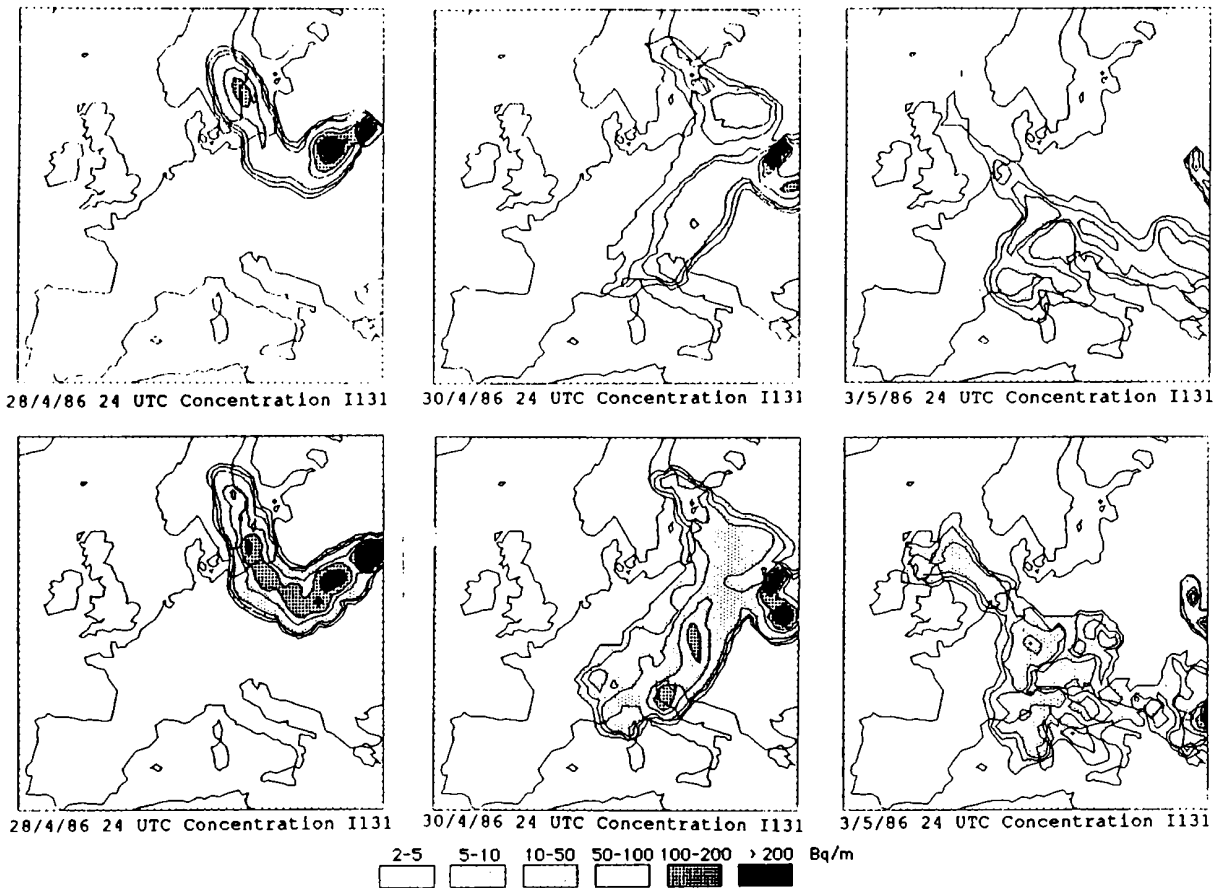 28/4/86 24 UTC Concentration I131
30/4/86 24 UTC Concentration I131
3/5/86 24 UTC Concentration I131
28/4/86 24 UTC Concentration I131
30/4/86 24 UTC Concentration I131
3/5/86 24 UTC Concentration I131
2-5 5-10 10-50 50-100 100-200 > 200 Bq/m